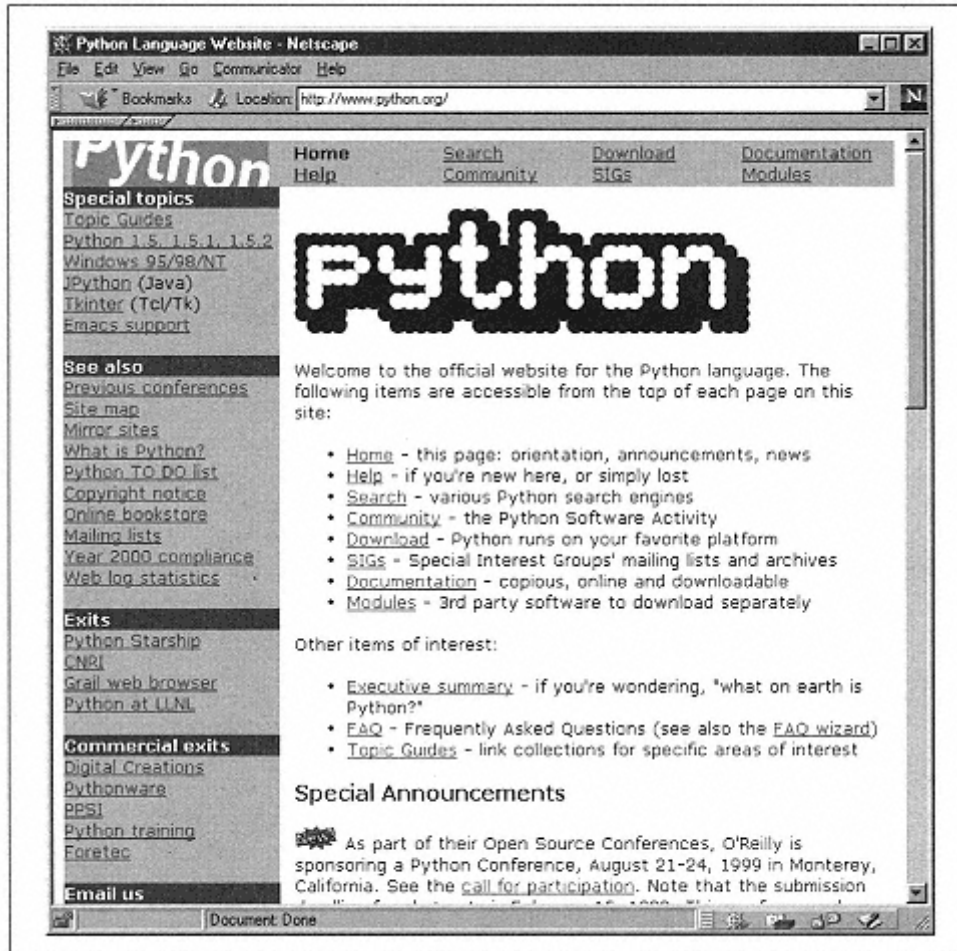 Python Language Website - Netscape
File Edit View Go Communicator Help
Bookmarks Location: http://www.python.org/
N
Python
Home Search Download Documentation
Help Community SIGs Modules
Special topics
Topic Guides
Python 1.5, 1.5.1, 1.5.2
Windows 95/98/NT
JPython (Java)
Tkinter (Tcl/Tk)
Emacs support
See also
Previous conferences
Site map
Mirror sites
What is Python?
Python TO DO list
Copyright notice
Online bookstore
Mailing lists
Year 2000 compliance
Web log statistics
Exits
Python Starship
CNRI
Grail web browser
Python at LLNL
Commercial exits
Digital Creations
Pythonware
PPSI
Python training
Foretec
Email us
python
Welcome to the official website for the Python language. The
following items are accessible from the top of each page on this
site:
• Home - this page: orientation, announcements, news
• Help - if you're new here, or simply lost
• Search - various Python search engines
• Community - the Python Software Activity
• Download - Python runs on your favorite platform
• SIGs - Special Interest Groups' mailing lists and archives
• Documentation - copious, online and downloadable
• Modules - 3rd party software to download separately
Other items of interest:
• Executive summary - if you're wondering, "what on earth is
Python?"
• FAQ - Frequently Asked Questions (see also the FAQ wizard)
• Topic Guides - link collections for specific areas of interest
Special Announcements
As part of their Open Source Conferences, O'Reilly is
sponsoring a Python Conference, August 21-24, 1999 in Monterey,
California. See the call for participation. Note that the submission
Document: Done